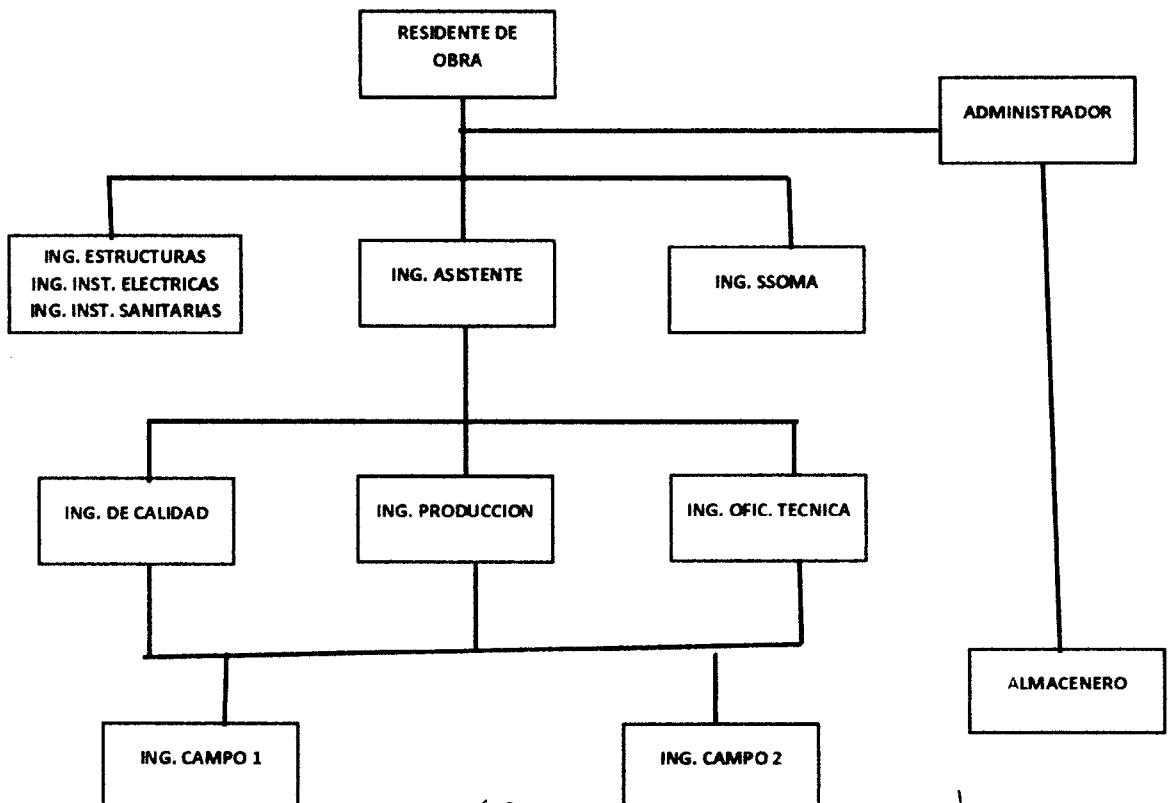 RESIDENTE DE
OBRA
ADMINISTRADOR
ING. ESTRUCTURAS
ING. INST. ELECTRICAS
ING. INST. SANITARIAS
ING. ASISTENTE
ING. SSOMA
ING. DE CALIDAD
ING. PRODUCCION
ING. OFIC. TECNICA
ALMACENERO
ING. CAMPO 1
ING. CAMPO 2